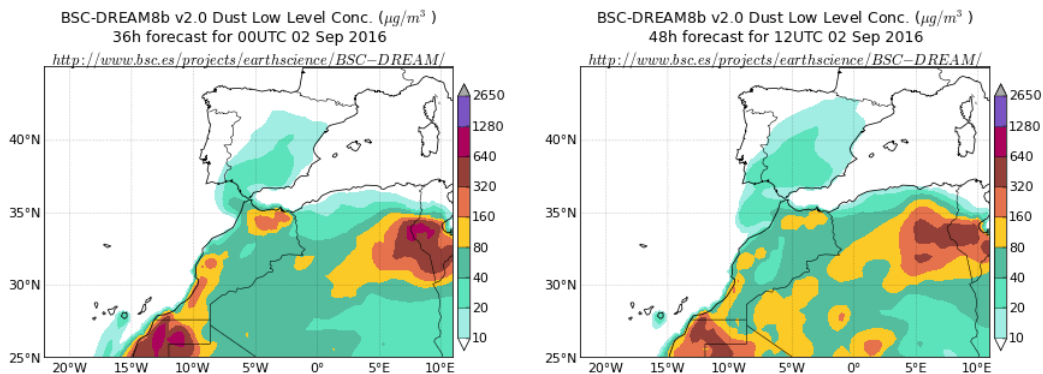 BSC-DREAM8b v2.0 Dust Low Level Conc. (μg/m³ )
36h forecast for 00UTC 02 Sep 2016
http://www.bsc.es/projects/earthscience/BSC−DREAM/
40°N
35°N
30°N
25°N
20°W
15°W
10°W
5°W
0°
5°E
10°E
2650
1280
640
320
160
80
40
20
10
BSC-DREAM8b v2.0 Dust Low Level Conc. (μg/m³ )
48h forecast for 12UTC 02 Sep 2016
http://www.bsc.es/projects/earthscience/BSC−DREAM/
40°N
35°N
30°N
25°N
20°W
15°W
10°W
5°W
0°
5°E
10°E
2650
1280
640
320
160
80
40
20
10